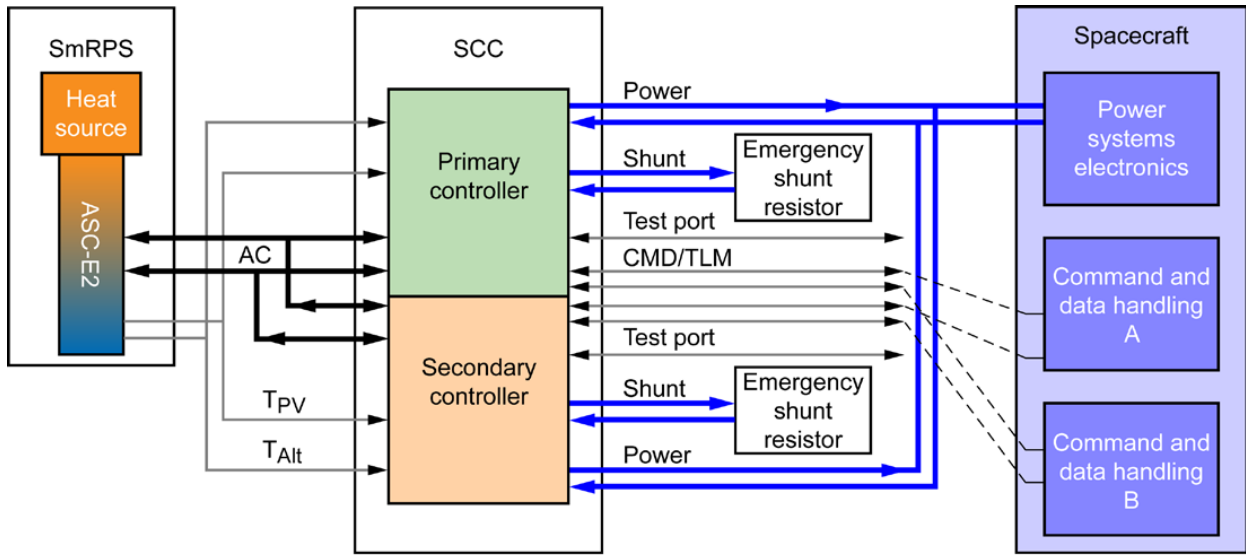 SmRPS
Heat
source
ASC-E2
AC
TPV
TAlt
SCC
Primary
controller
Secondary
controller
Power
Shunt
Emergency
shunt
resistor
Test port
CMD/TLM
Test port
Shunt
Emergency
shunt
resistor
Power
Spacecraft
Power
systems
electronics
Command and
data handling
A
Command and
data handling
B